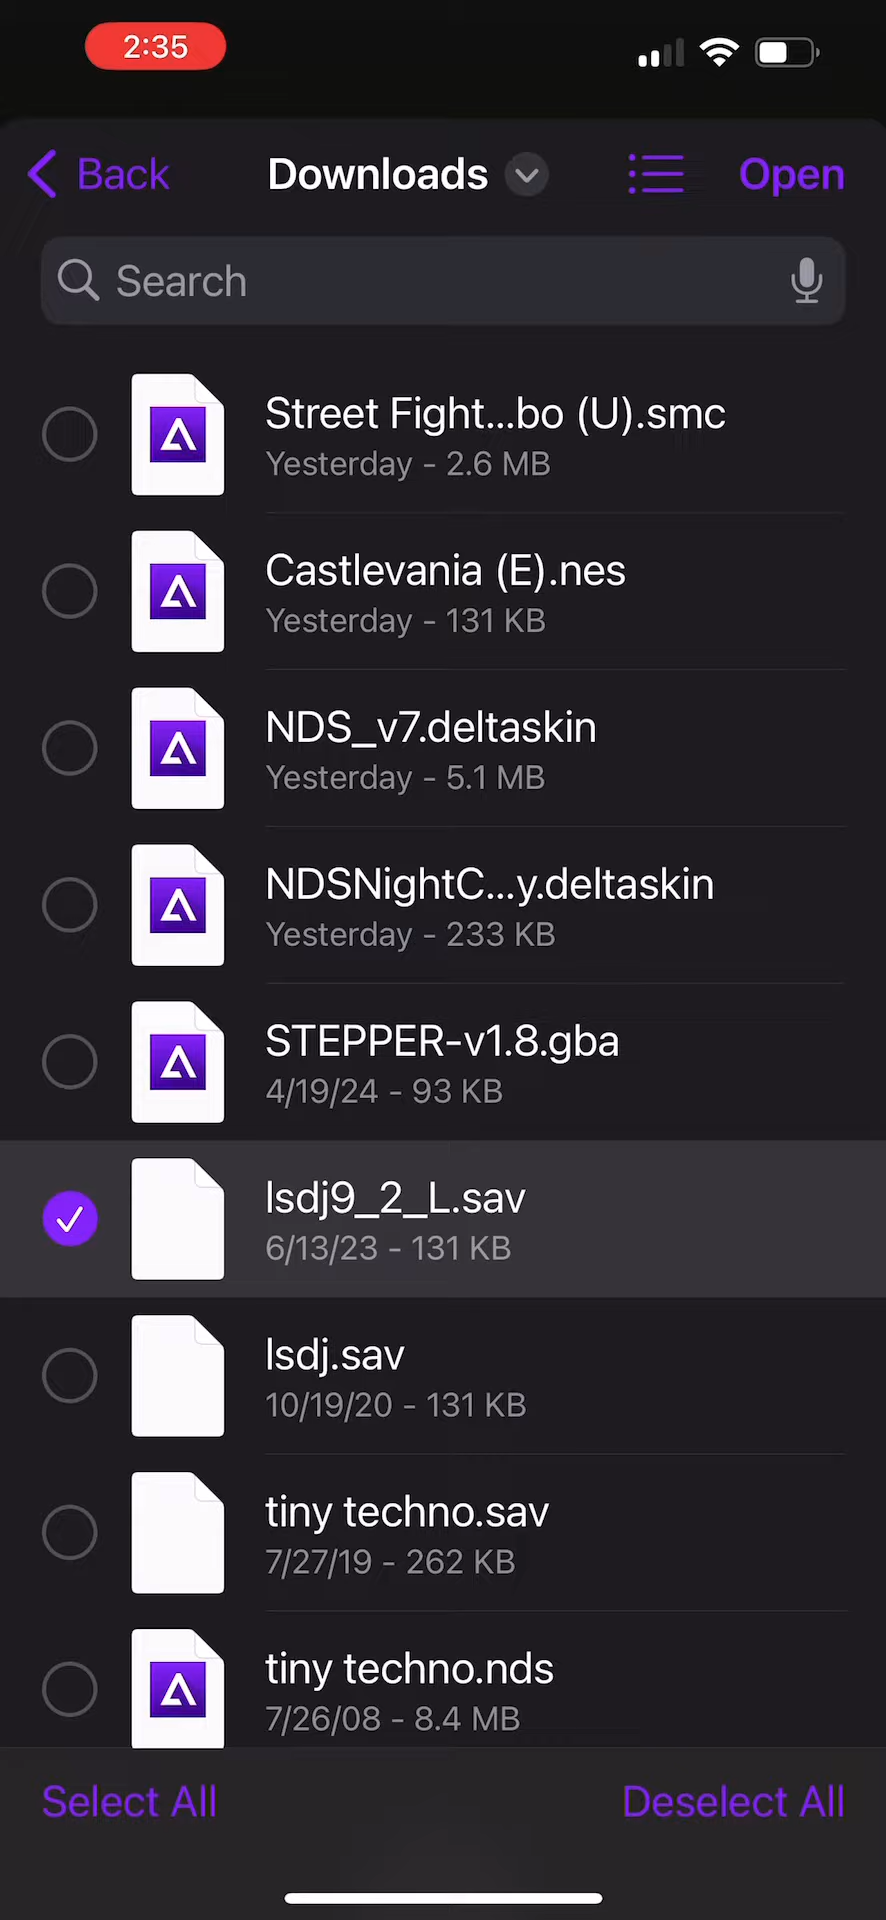 2:35
Back Downloads Open
Search
Street Fight...bo (U).smc
Yesterday - 2.6 MB
Castlevania (E).nes
Yesterday - 131 KB
NDS_v7.deltaskin
Yesterday - 5.1 MB
NDSNightC...y.deltaskin
Yesterday - 233 KB
STEPPER-v1.8.gba
4/19/24 - 93 KB
lsdj9_2_L.sav
6/13/23 - 131 KB
lsdj.sav
10/19/20 - 131 KB
tiny techno.sav
7/27/19 - 262 KB
tiny techno.nds
7/26/08 - 8.4 MB
Select All Deselect All